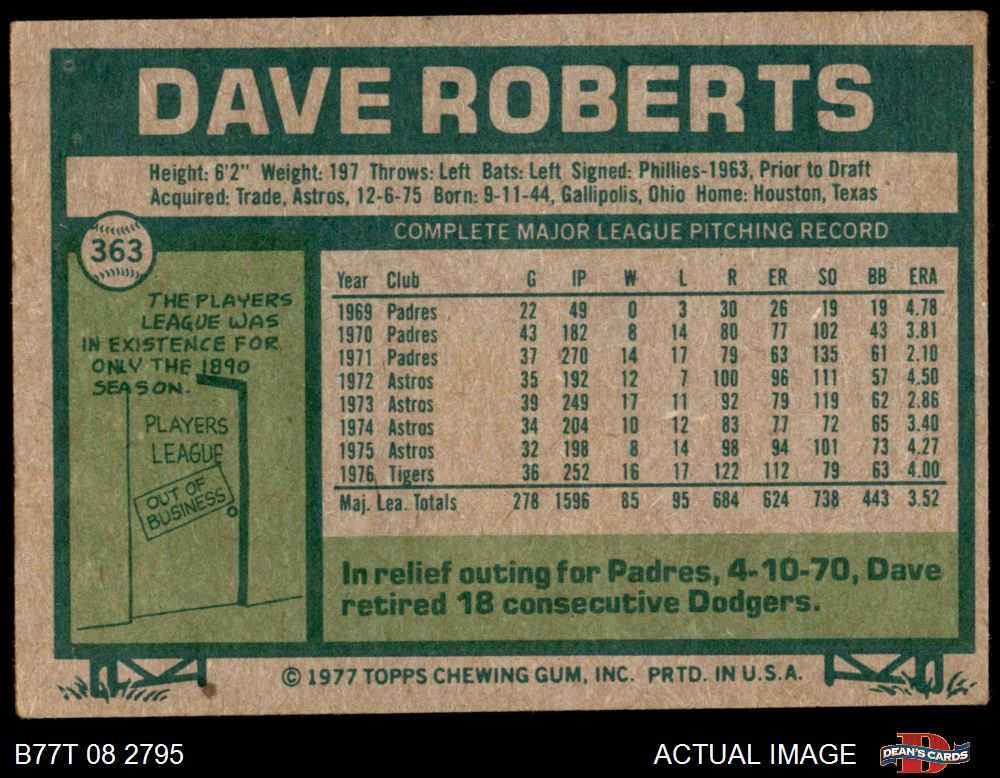 DAVE ROBERTS
Height: 6'2" Weight: 197 Throws: Left Bats: Left Signed: Phillies-1963, Prior to Draft
Acquired: Trade, Astros, 12-6-75 Born: 9-11-44, Gallipolis, Ohio Home: Houston, Texas
363
THE PLAYERS
LEAGUE WAS
IN EXISTENCE FOR
ONLY THE 1890
SEASON.
PLAYERS
LEAGUE
OUT OF
BUSINESS
COMPLETE MAJOR LEAGUE PITCHING RECORD
Year Club G IP W L R ER SO BB ERA
1969 Padres 22 49 0 3 30 26 19 19 4.78
1970 Padres 43 182 8 14 80 77 102 43 3.81
1971 Padres 37 270 14 17 79 63 135 61 2.10
1972 Astros 35 192 12 7 100 96 111 57 4.50
1973 Astros 39 249 17 11 92 79 119 62 2.86
1974 Astros 34 204 10 12 83 77 72 65 3.40
1975 Astros 32 198 8 14 98 94 101 73 4.27
1976 Tigers 36 252 16 17 122 112 79 63 4.00
Maj. Lea. Totals 278 1596 85 95 684 624 738 443 3.52
In relief outing for Padres, 4-10-70, Dave
retired 18 consecutive Dodgers.
© 1977 TOPPS CHEWING GUM, INC. PRTD. IN U.S.A.
B77T 08 2795
ACTUAL IMAGE
DEAN'S CARDS